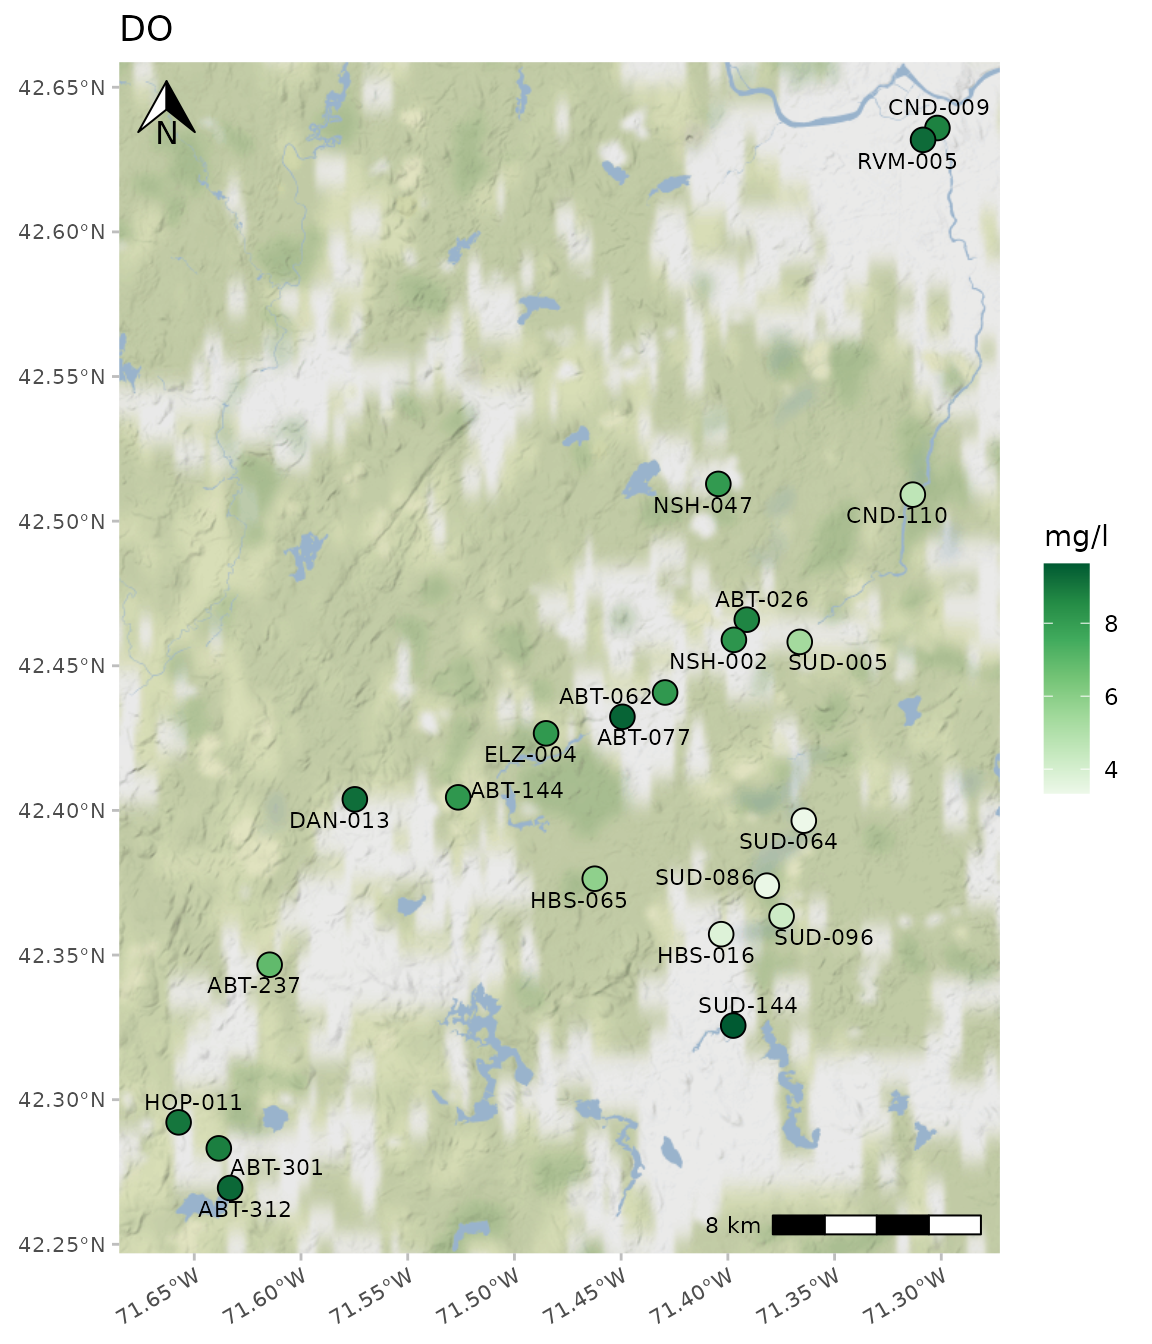 DO
42.65°N
42.60°N
42.55°N
42.50°N
42.45°N
42.40°N
42.35°N
42.30°N
42.25°N
N
CND-009
RVM-005
NSH-047
CND-110
ABT-026
NSH-002
SUD-005
ABT-062
ABT-077
ELZ-004
ABT-144
DAN-013
SUD-064
SUD-086
HBS-065
SUD-096
HBS-016
ABT-237
SUD-144
HOP-011
ABT-301
ABT-312
8 km
71.65°W
71.60°W
71.55°W
71.50°W
71.45°W
71.40°W
71.35°W
71.30°W
mg/l
8
6
4